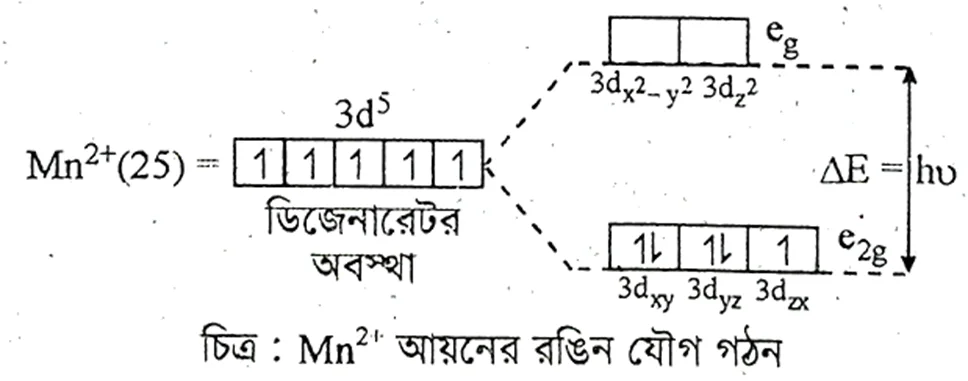 e_g
3d_x²−y² 3d_z²
3d⁵
Mn²⁺(25) = 1 1 1 1 1
ΔE = hυ
ডিজেনারেটর
অবস্থা
e_2g
1⇂ 1⇂ 1
3d_xy 3d_yz 3d_zx
চিত্র : Mn²⁺ আয়নের রঙিন যৌগ গঠন